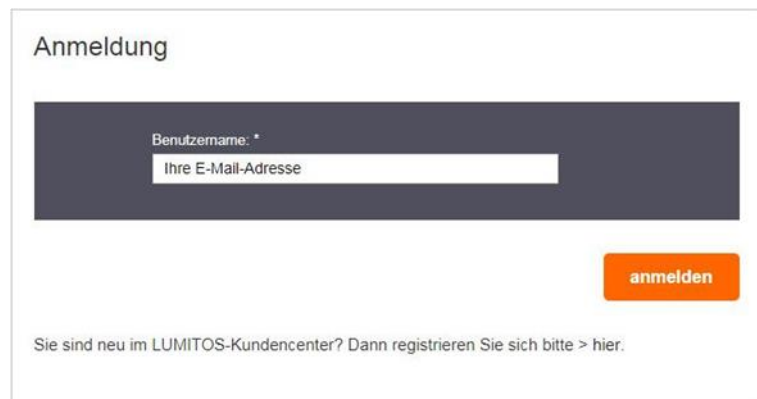 Anmeldung
Benutzername: *
Ihre E-Mail-Adresse
anmelden
Sie sind neu im LUMITOS-Kundencenter? Dann registrieren Sie sich bitte > hier.